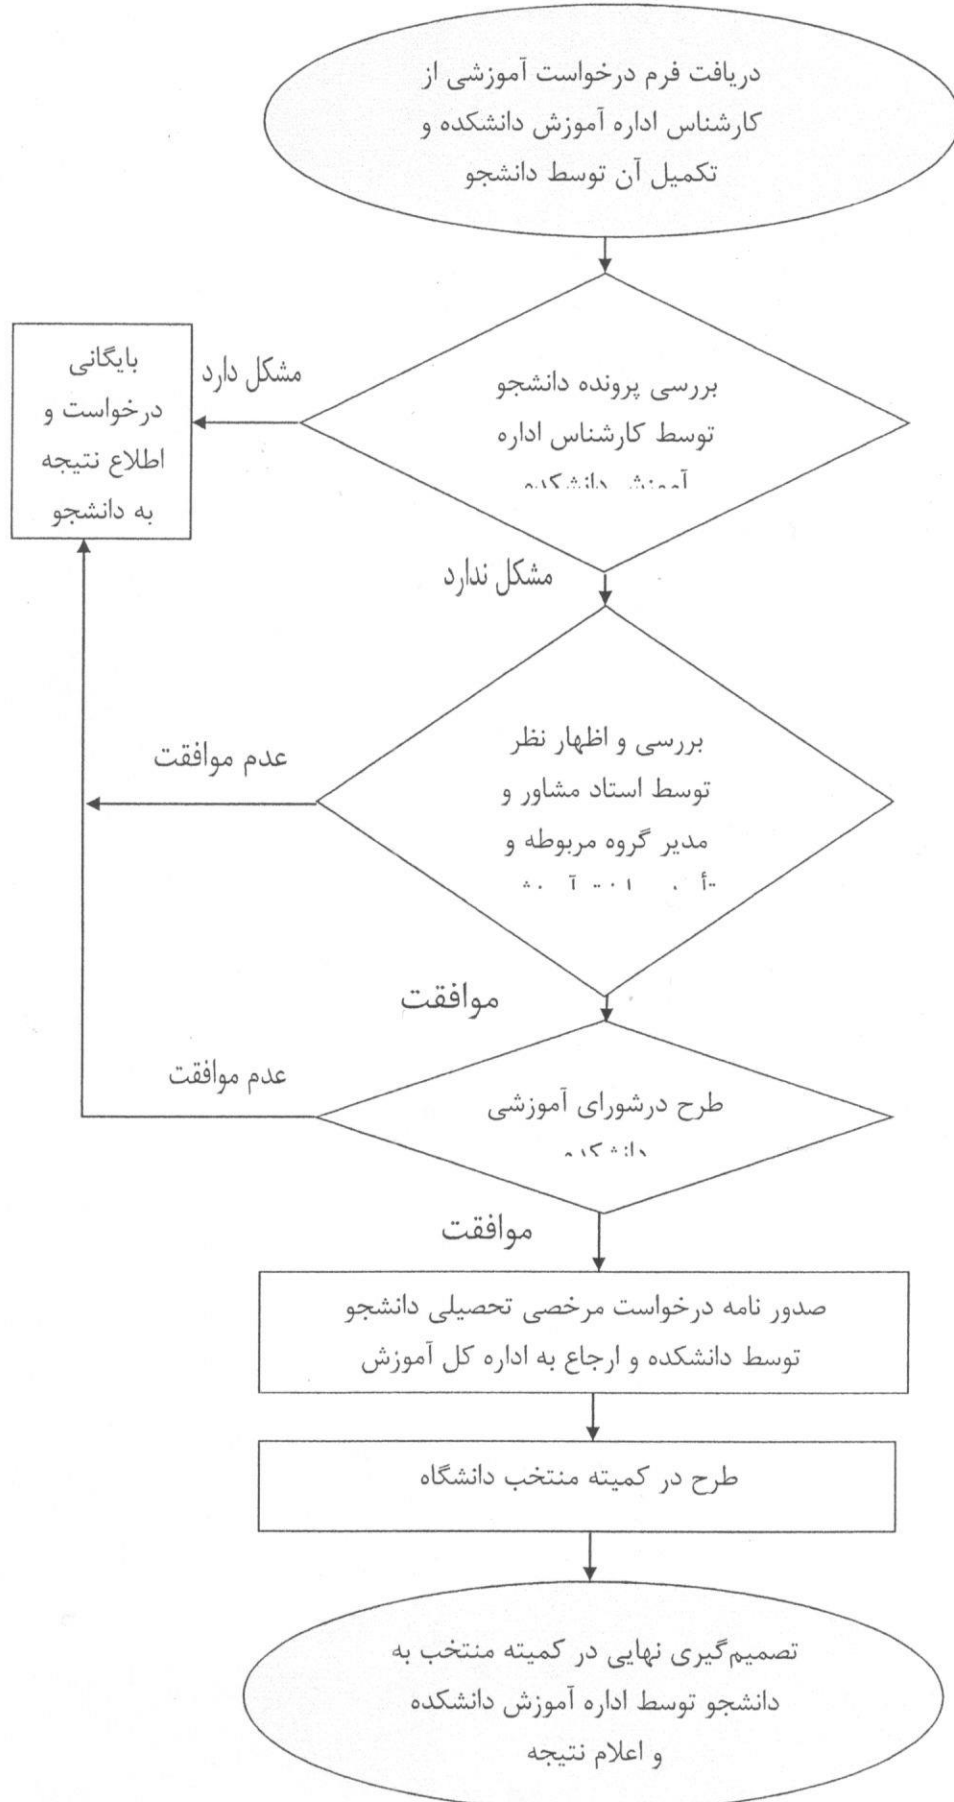 دریافت فرم درخواست آموزشی از
کارشناس اداره آموزش دانشکده و
تکمیل آن توسط دانشجو
بررسی پرونده دانشجو
توسط کارشناس اداره
آموزش دانشکده
مشکل دارد
بایگانی
درخواست و
اطلاع نتیجه
به دانشجو
مشکل ندارد
بررسی و اظهار نظر
توسط استاد مشاور و
مدیر گروه مربوطه و
عدم موافقت
موافقت
طرح درشورای آموزشی
دانشکده
عدم موافقت
موافقت
صدور نامه درخواست مرخصی تحصیلی دانشجو
توسط دانشکده و ارجاع به اداره کل آموزش
طرح در کمیته منتخب دانشگاه
تصمیم‌گیری نهایی در کمیته منتخب به
دانشجو توسط اداره آموزش دانشکده
و اعلام نتیجه